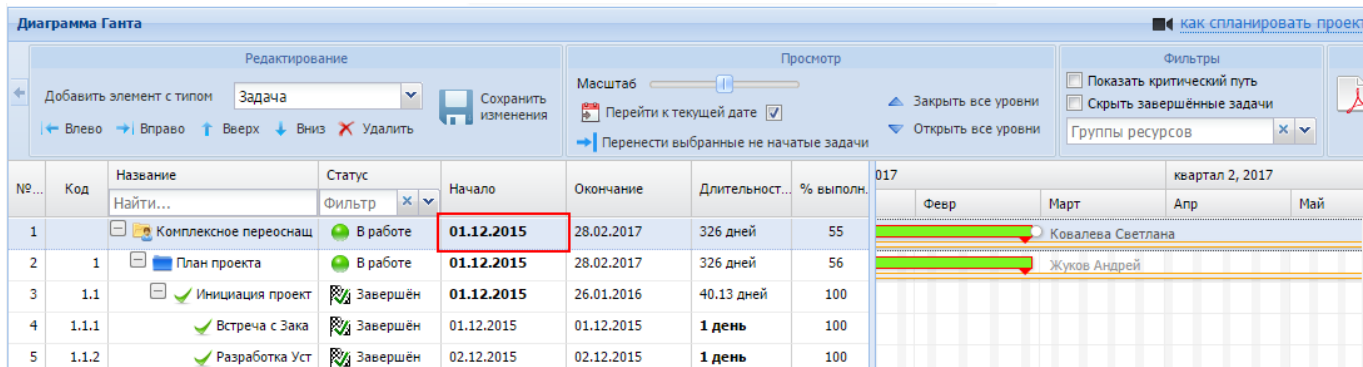 Диаграмма Ганта
как спланировать проект
Редактирование
Просмотр
Фильтры
Добавить элемент с типом Задача
Сохранить изменения
Влево Вправо Вверх Вниз Удалить
Масштаб
Перейти к текущей дате
Перенести выбранные не начатые задачи
Закрыть все уровни
Открыть все уровни
Показать критический путь
Скрыть завершённые задачи
Группы ресурсов
№... Код Название Статус Начало Окончание Длительност... % выполн.
Найти... Фильтр
017 квартал 2, 2017
Февр Март Апр Май
1 Комплексное переоснащ В работе 01.12.2015 28.02.2017 326 дней 55 Ковалева Светлана
2 1 План проекта В работе 01.12.2015 28.02.2017 326 дней 56 Жуков Андрей
3 1.1 Инициация проект Завершён 01.12.2015 26.01.2016 40.13 дней 100
4 1.1.1 Встреча с Зака Завершён 01.12.2015 01.12.2015 1 день 100
5 1.1.2 Разработка Уст Завершён 02.12.2015 02.12.2015 1 день 100